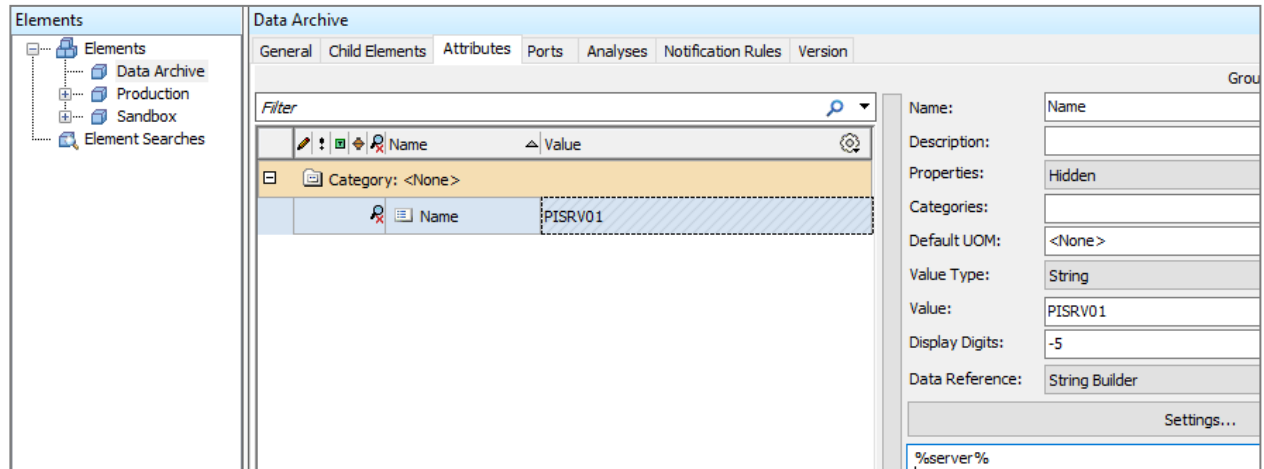 Elements
Elements
Data Archive
Production
Sandbox
Element Searches
Data Archive
General Child Elements Attributes Ports Analyses Notification Rules Version
Grou
Filter
Name Value
Category: <None>
Name PISRV01
Name: Name
Description:
Properties: Hidden
Categories:
Default UOM: <None>
Value Type: String
Value: PISRV01
Display Digits: -5
Data Reference: String Builder
Settings...
%server%